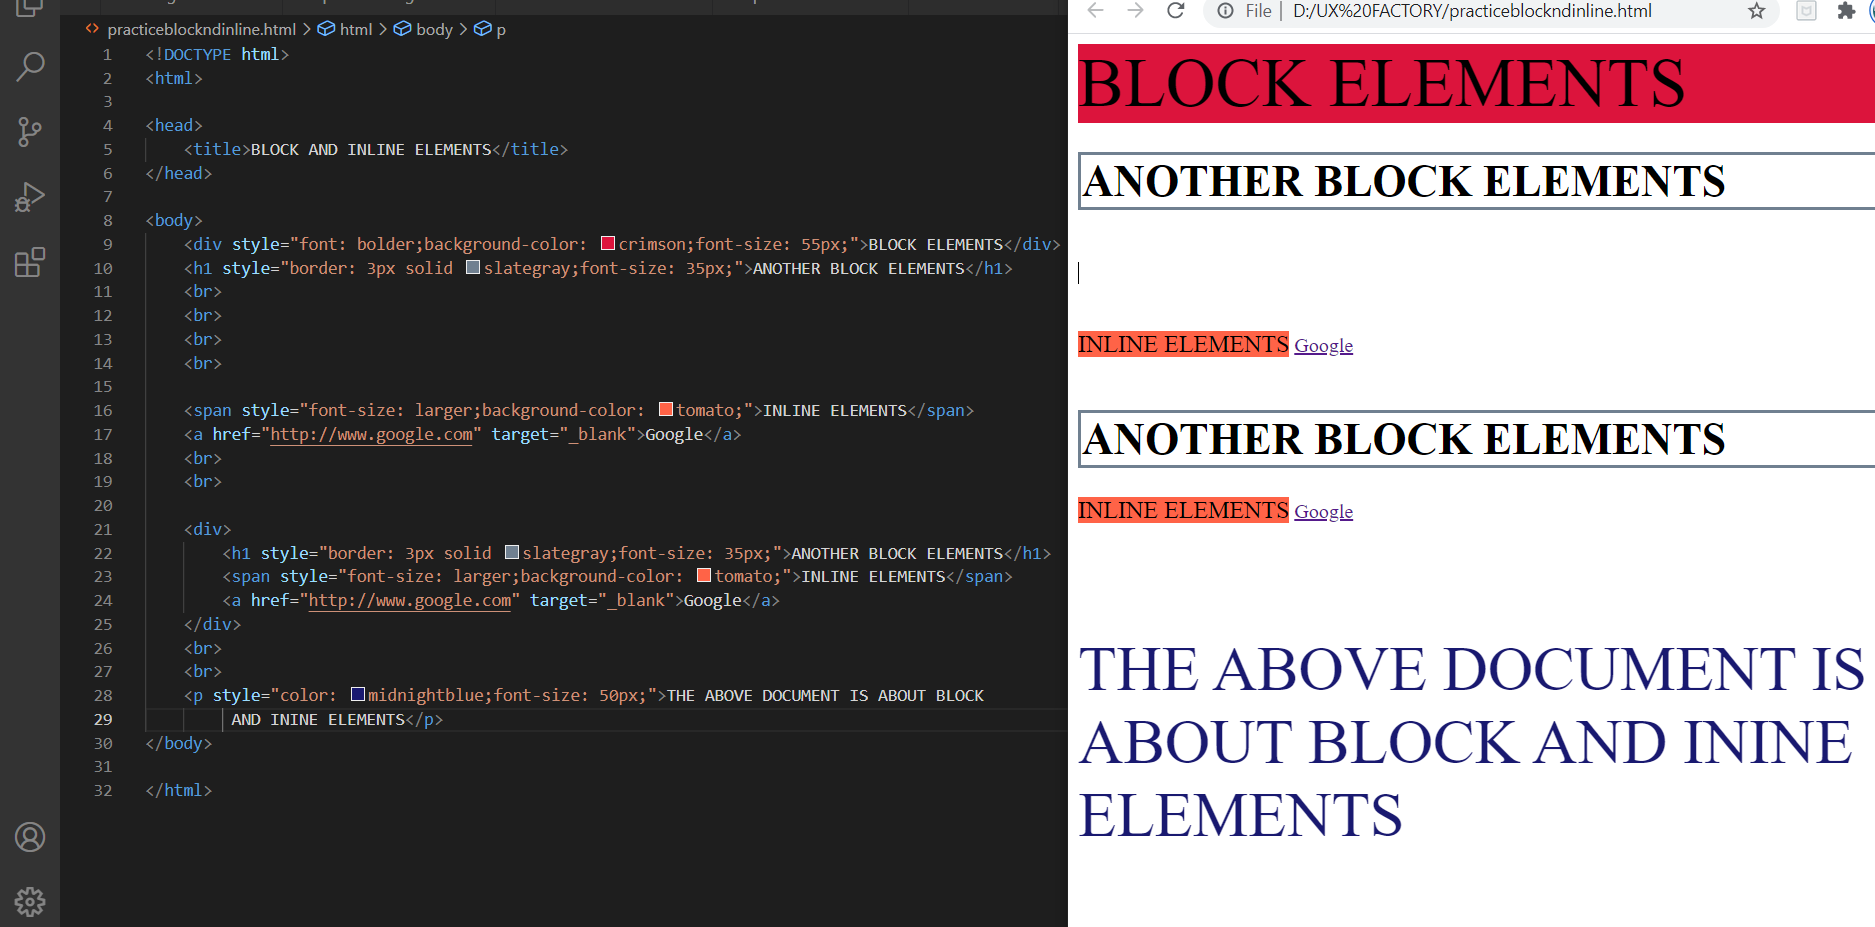 practiceblockndinline.html > html > body > p
1 <!DOCTYPE html>
2 <html>
3
4 <head>
5 <title>BLOCK AND INLINE ELEMENTS</title>
6 </head>
7
8 <body>
9 <div style="font: bolder;background-color: crimson;font-size: 55px;">BLOCK ELEMENTS</div>
10 <h1 style="border: 3px solid slategray;font-size: 35px;">ANOTHER BLOCK ELEMENTS</h1>
11 <br>
12 <br>
13 <br>
14 <br>
15
16 <span style="font-size: larger;background-color: tomato;">INLINE ELEMENTS</span>
17 <a href="http://www.google.com" target="_blank">Google</a>
18 <br>
19 <br>
20
21 <div>
22 <h1 style="border: 3px solid slategray;font-size: 35px;">ANOTHER BLOCK ELEMENTS</h1>
23 <span style="font-size: larger;background-color: tomato;">INLINE ELEMENTS</span>
24 <a href="http://www.google.com" target="_blank">Google</a>
25 </div>
26 <br>
27 <br>
28 <p style="color: midnightblue;font-size: 50px;">THE ABOVE DOCUMENT IS ABOUT BLOCK
29 AND ININE ELEMENTS</p>
30 </body>
31
32 </html>
File | D:/UX%20FACTORY/practiceblockndinline.html
BLOCK ELEMENTS
ANOTHER BLOCK ELEMENTS
INLINE ELEMENTS Google
ANOTHER BLOCK ELEMENTS
INLINE ELEMENTS Google
THE ABOVE DOCUMENT IS
ABOUT BLOCK AND ININE
ELEMENTS